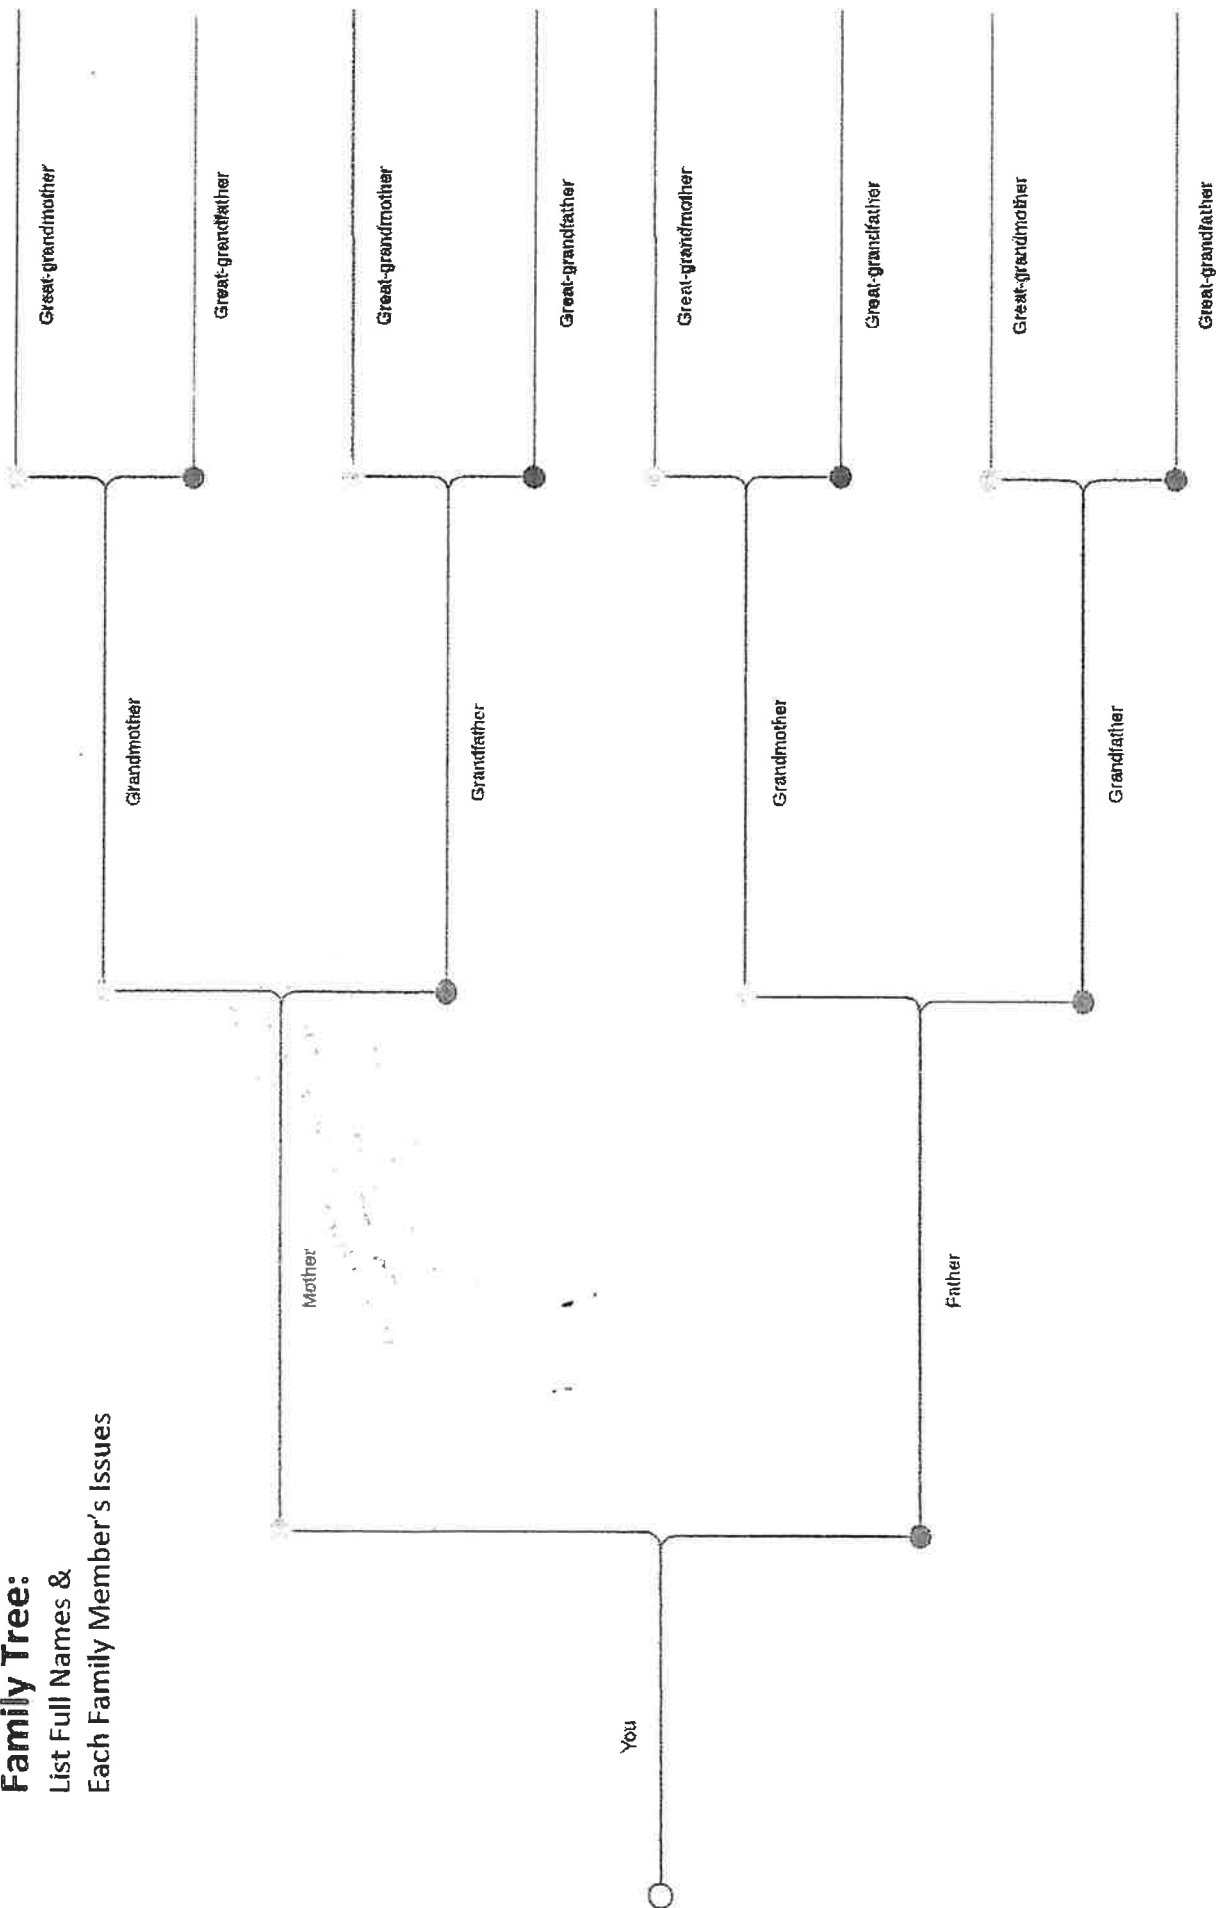 Family Tree:
List Full Names &
Each Family Member's Issues
Great-grandmother
Grandmother
Great-grandfather
Mother
Great-grandmother
Grandfather
Great-grandfather
You
Great-grandmother
Grandmother
Great-grandfather
Father
Great-grandmother
Grandfather
Great-grandfather